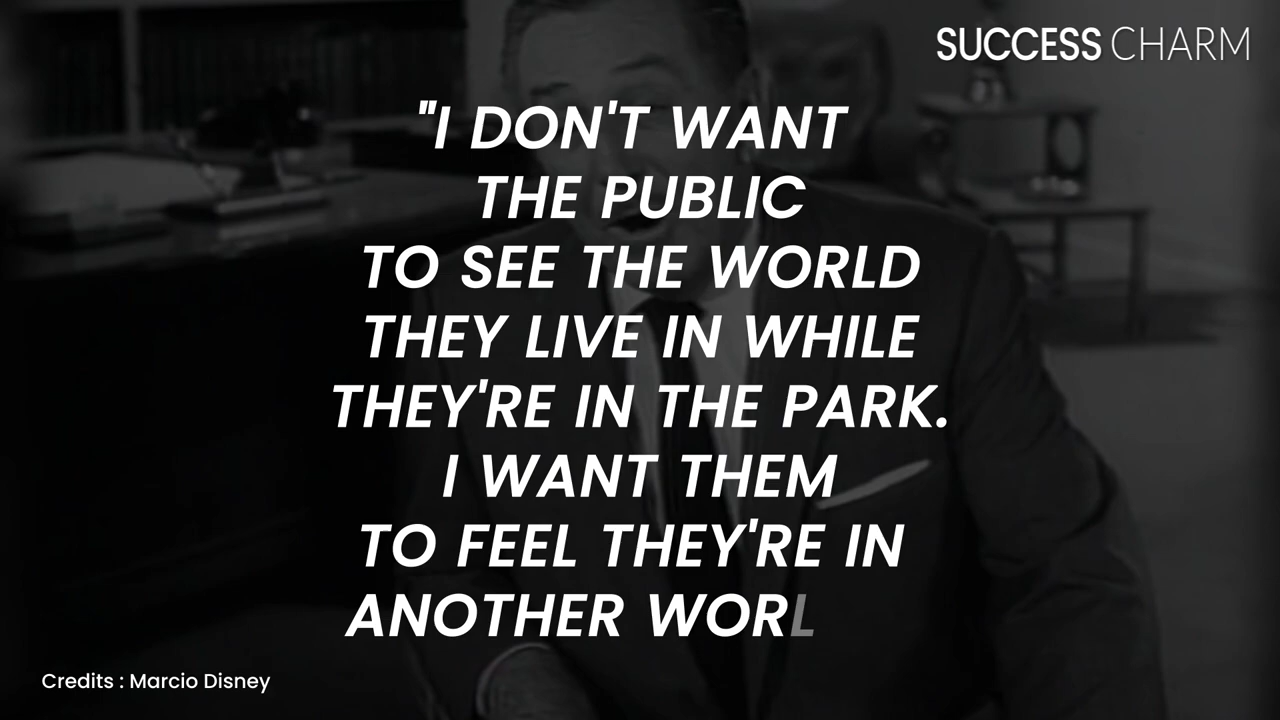 SUCCESS CHARM
"I DON'T WANT
THE PUBLIC
TO SEE THE WORLD
THEY LIVE IN WHILE
THEY'RE IN THE PARK.
I WANT THEM
TO FEEL THEY'RE IN
ANOTHER WORL
Credits : Marcio Disney